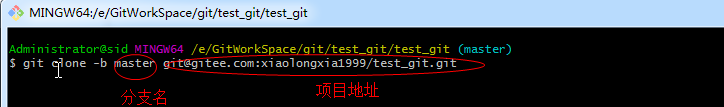 MINGW64:/e/GitWorkSpace/git/test_git/test_git
Administrator@sid MINGW64 /e/GitWorkSpace/git/test_git/test_git (master)
$ git clone -b master git@gitee.com:xiaolongxia1999/test_git.git
分支名 项目地址